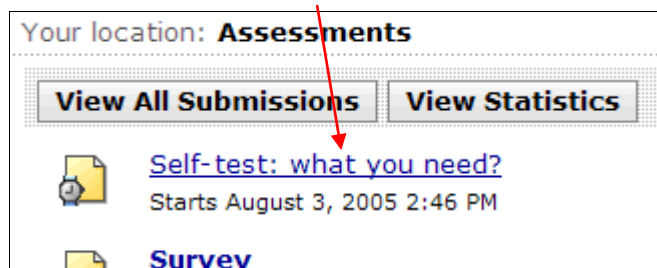 Your location: Assessments
View All Submissions View Statistics
Self-test: what you need?
Starts August 3, 2005 2:46 PM
Survey